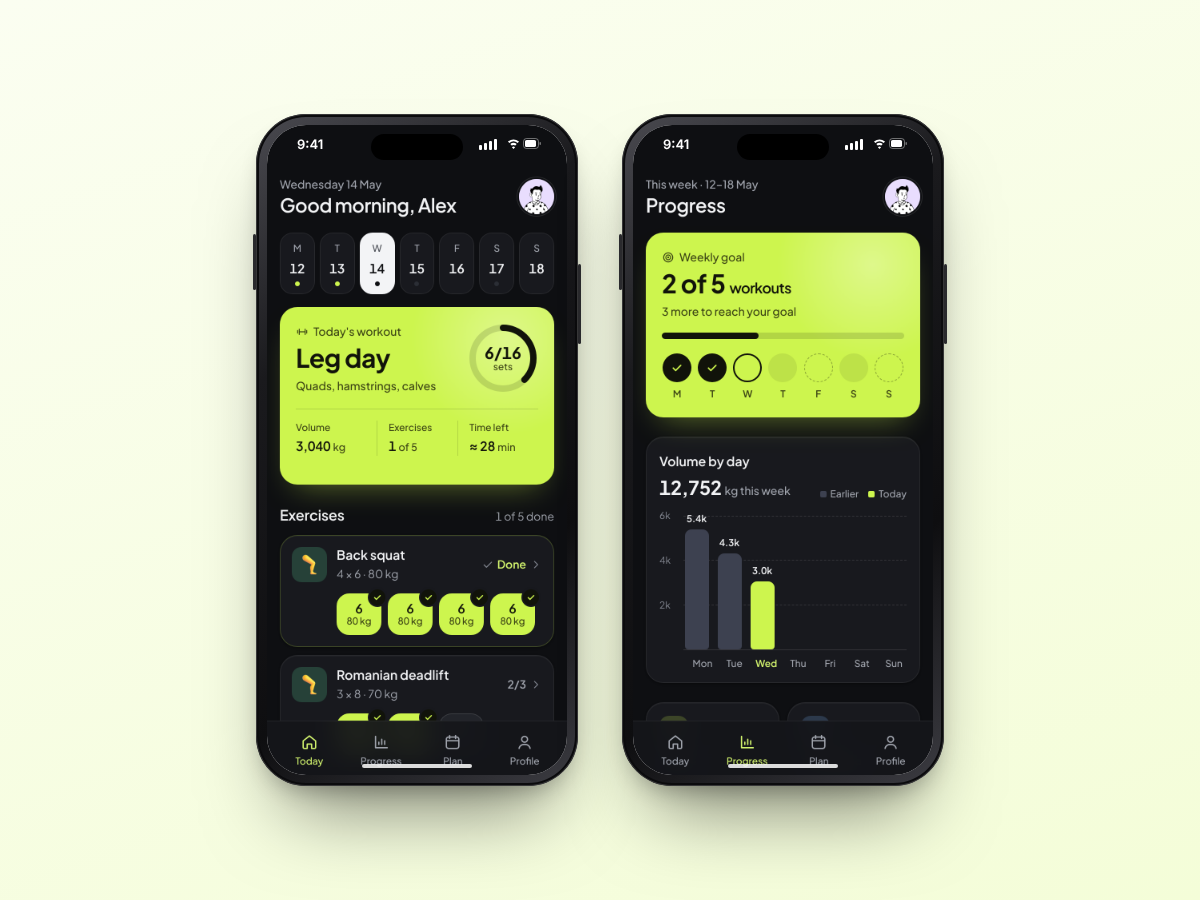 9:41
Wednesday 14 May
Good morning, Alex
M T W T F S S
12 13 14 15 16 17 18
Today's workout
Leg day
Quads, hamstrings, calves
6/16
sets
Volume Exercises Time left
3,040 kg 1 of 5 ≈ 28 min
Exercises 1 of 5 done
Back squat
4 × 6 · 80 kg
Done
6 6 6 6
80 kg 80 kg 80 kg 80 kg
Romanian deadlift
3 × 8 · 70 kg
2/3
Today Progress Plan Profile
9:41
This week · 12–18 May
Progress
Weekly goal
2 of 5 workouts
3 more to reach your goal
M T W T F S S
Volume by day
12,752 kg this week
Earlier Today
6k
4k
2k
5.4k
4.3k
3.0k
Mon Tue Wed Thu Fri Sat Sun
Today Progress Plan Profile